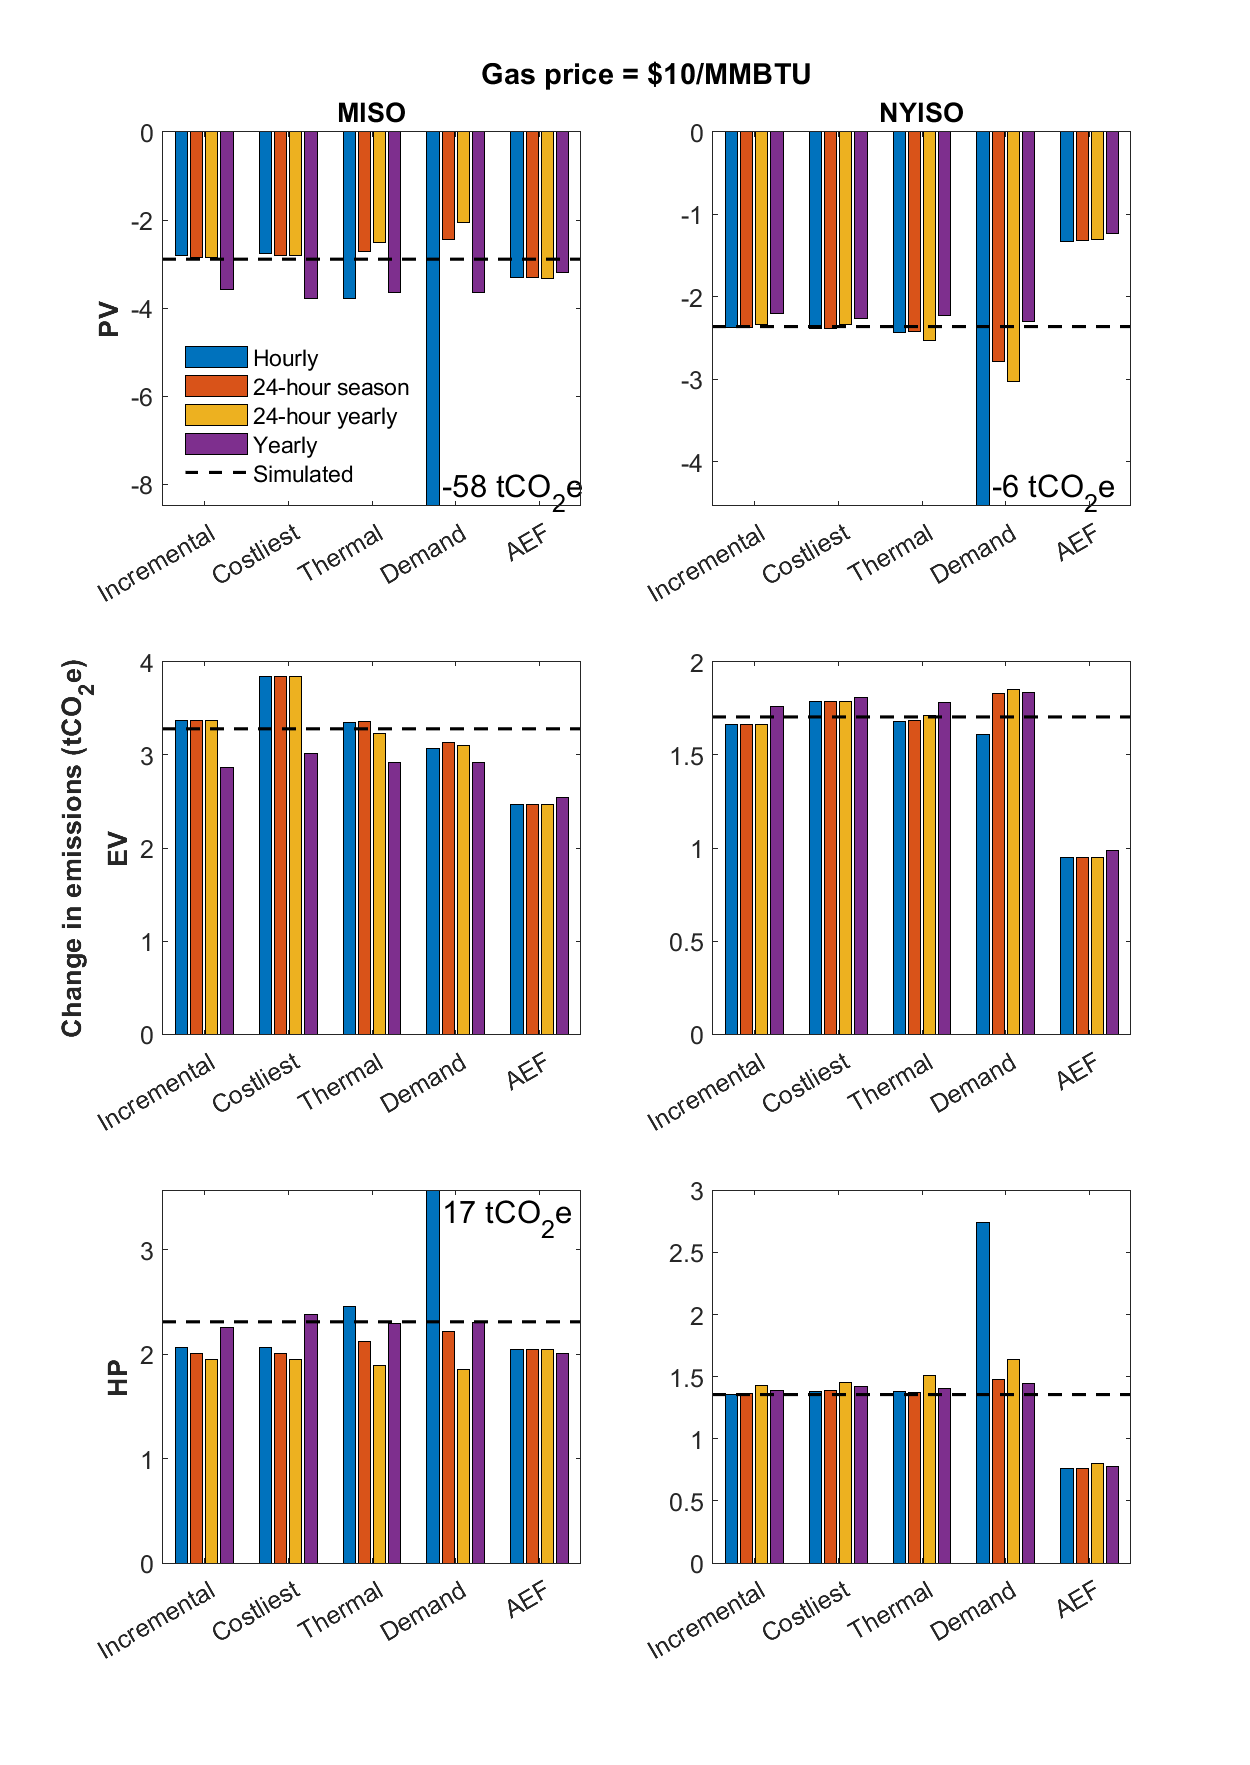 Gas price = $10/MMBTU
MISO
0
-2
-4
-6
-8
PV
Hourly
24-hour season
24-hour yearly
Yearly
Simulated
-58 tCO2e
Incremental
Costliest
Thermal
Demand
AEF
NYISO
0
-1
-2
-3
-4
-6 tCO2e
Incremental
Costliest
Thermal
Demand
AEF
Change in emissions (tCO2e)
EV
4
3
2
1
0
Incremental
Costliest
Thermal
Demand
AEF
2
1.5
1
0.5
0
Incremental
Costliest
Thermal
Demand
AEF
HP
3
2
1
0
17 tCO2e
Incremental
Costliest
Thermal
Demand
AEF
3
2.5
2
1.5
1
0.5
0
Incremental
Costliest
Thermal
Demand
AEF